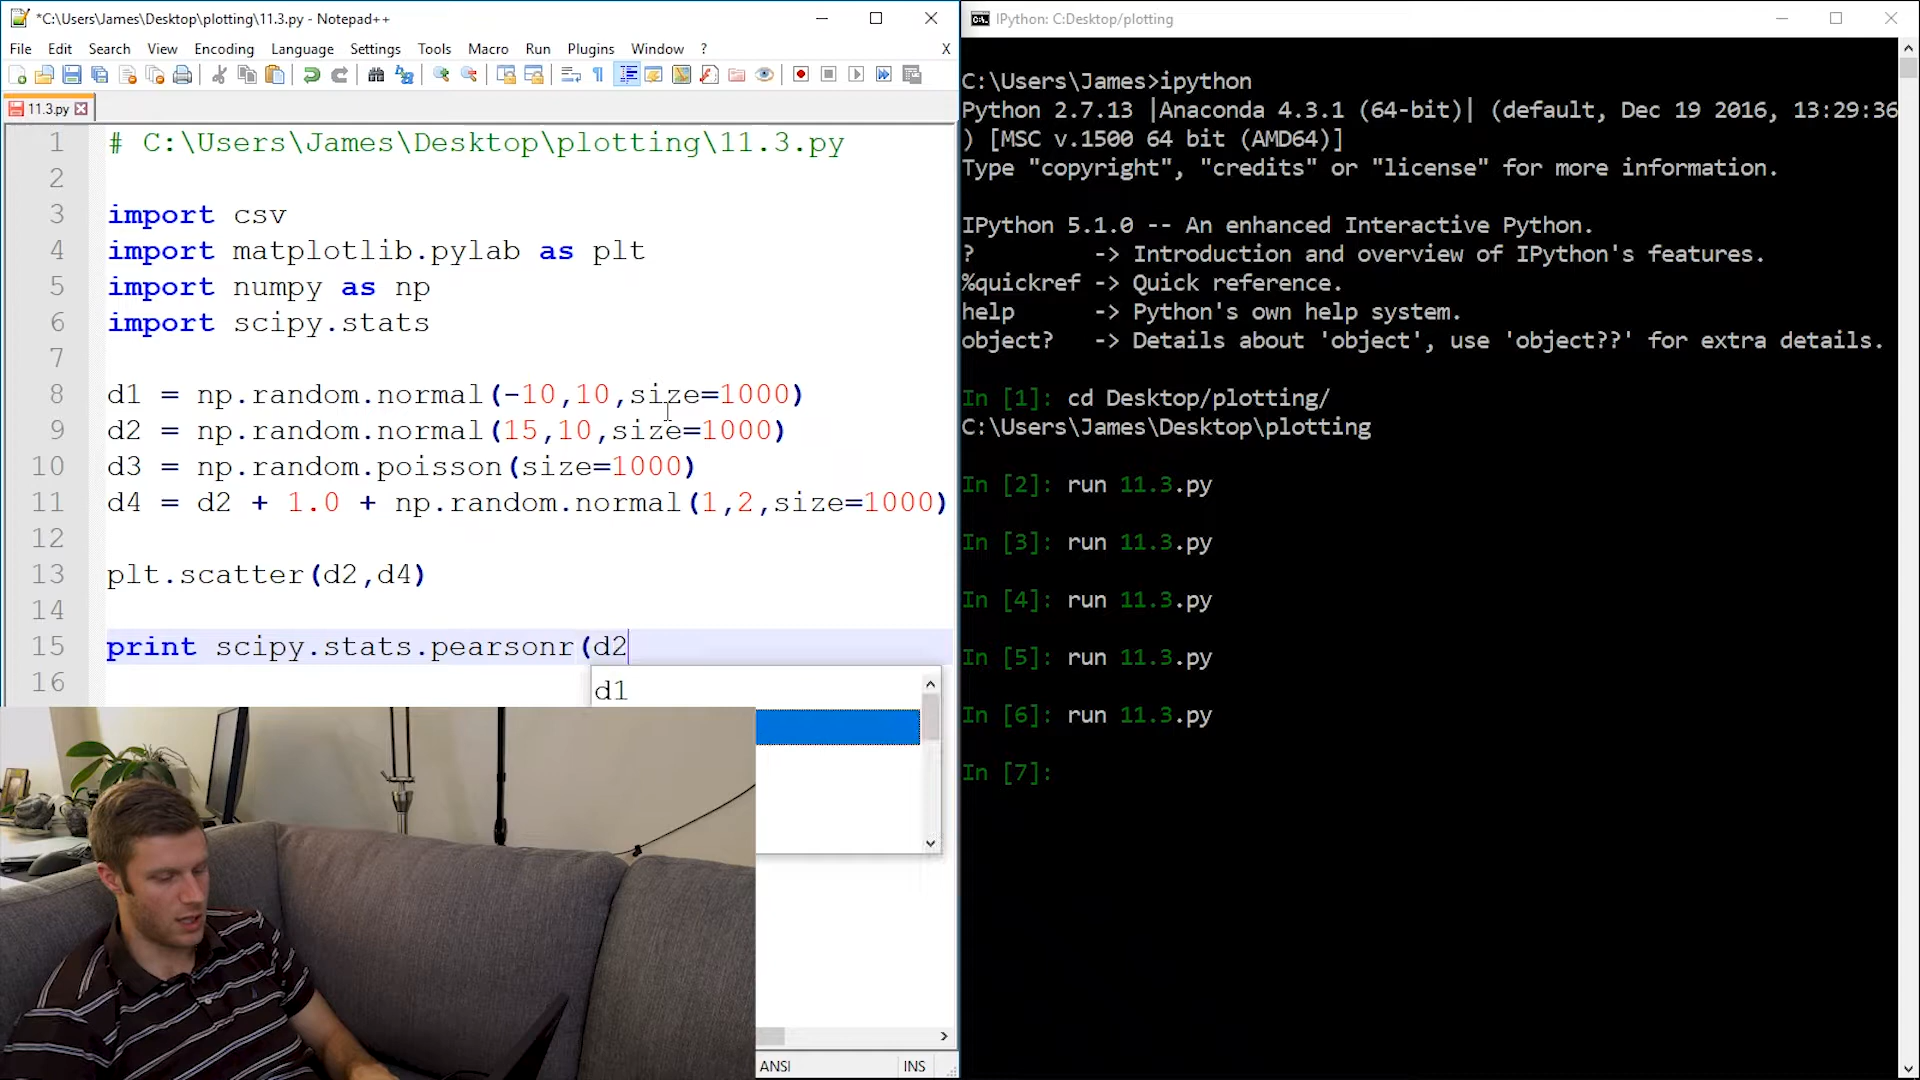 *C:\Users\James\Desktop\plotting\11.3.py - Notepad++
File Edit Search View Encoding Language Settings Tools Macro Run Plugins Window ? X
11.3.py
1 # C:\Users\James\Desktop\plotting\11.3.py
2
3 import csv
4 import matplotlib.pylab as plt
5 import numpy as np
6 import scipy.stats
7
8 d1 = np.random.normal(-10,10,size=1000)
9 d2 = np.random.normal(15,10,size=1000)
10 d3 = np.random.poisson(size=1000)
11 d4 = d2 + 1.0 + np.random.normal(1,2,size=1000)
12
13 plt.scatter(d2,d4)
14
15 print scipy.stats.pearsonr(d2
16
d1
ANSI INS
IPython: C:Desktop/plotting
C:\Users\James>ipython
Python 2.7.13 |Anaconda 4.3.1 (64-bit)| (default, Dec 19 2016, 13:29:36
) [MSC v.1500 64 bit (AMD64)]
Type "copyright", "credits" or "license" for more information.
IPython 5.1.0 -- An enhanced Interactive Python.
? -> Introduction and overview of IPython's features.
%quickref -> Quick reference.
help -> Python's own help system.
object? -> Details about 'object', use 'object??' for extra details.
In [1]: cd Desktop/plotting/
C:\Users\James\Desktop\plotting
In [2]: run 11.3.py
In [3]: run 11.3.py
In [4]: run 11.3.py
In [5]: run 11.3.py
In [6]: run 11.3.py
In [7]: